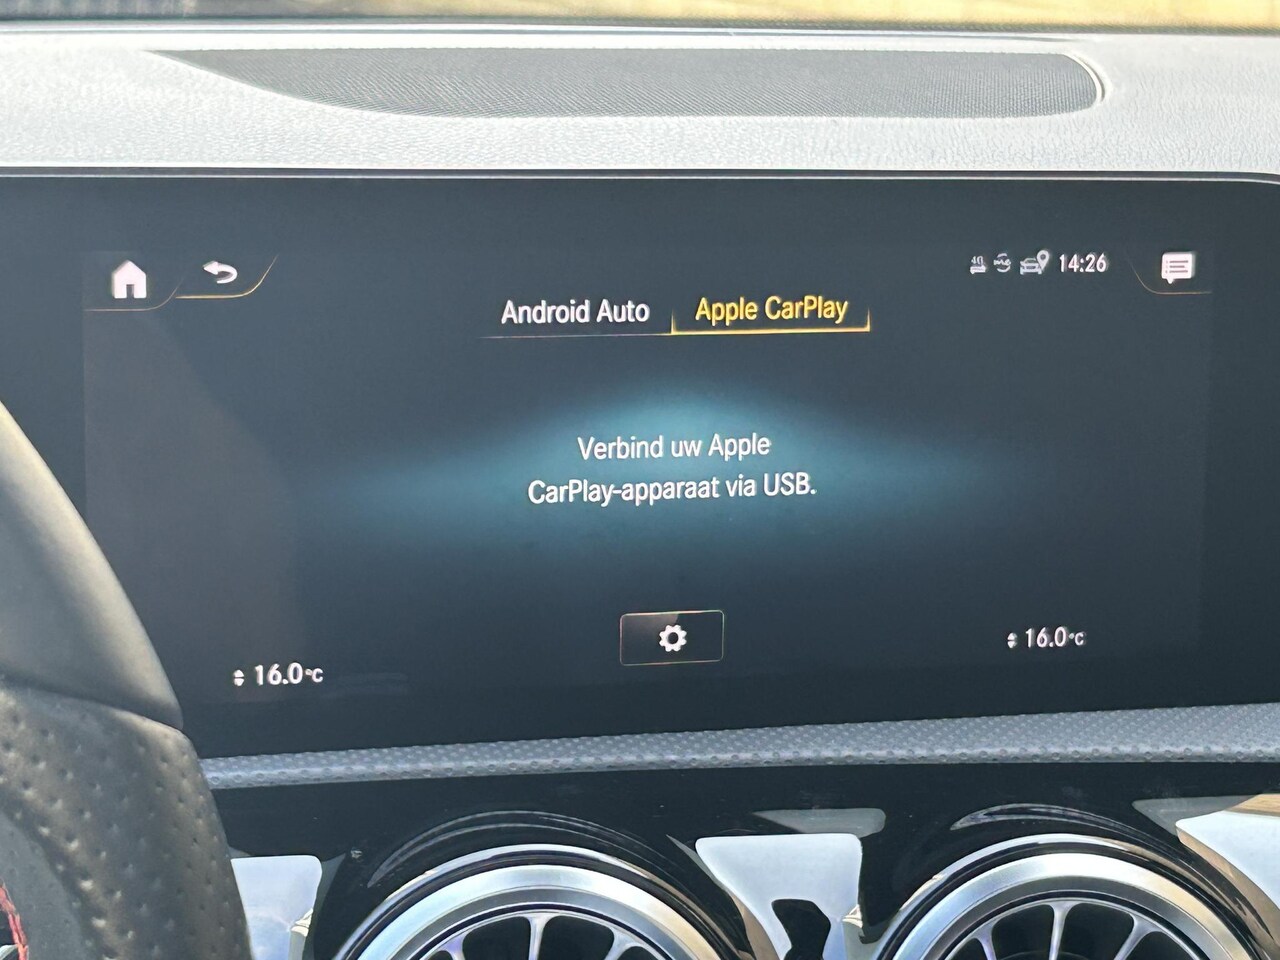 14:26
Android Auto
Apple CarPlay
Verbind uw Apple
CarPlay-apparaat via USB.
16.0°C
16.0°C